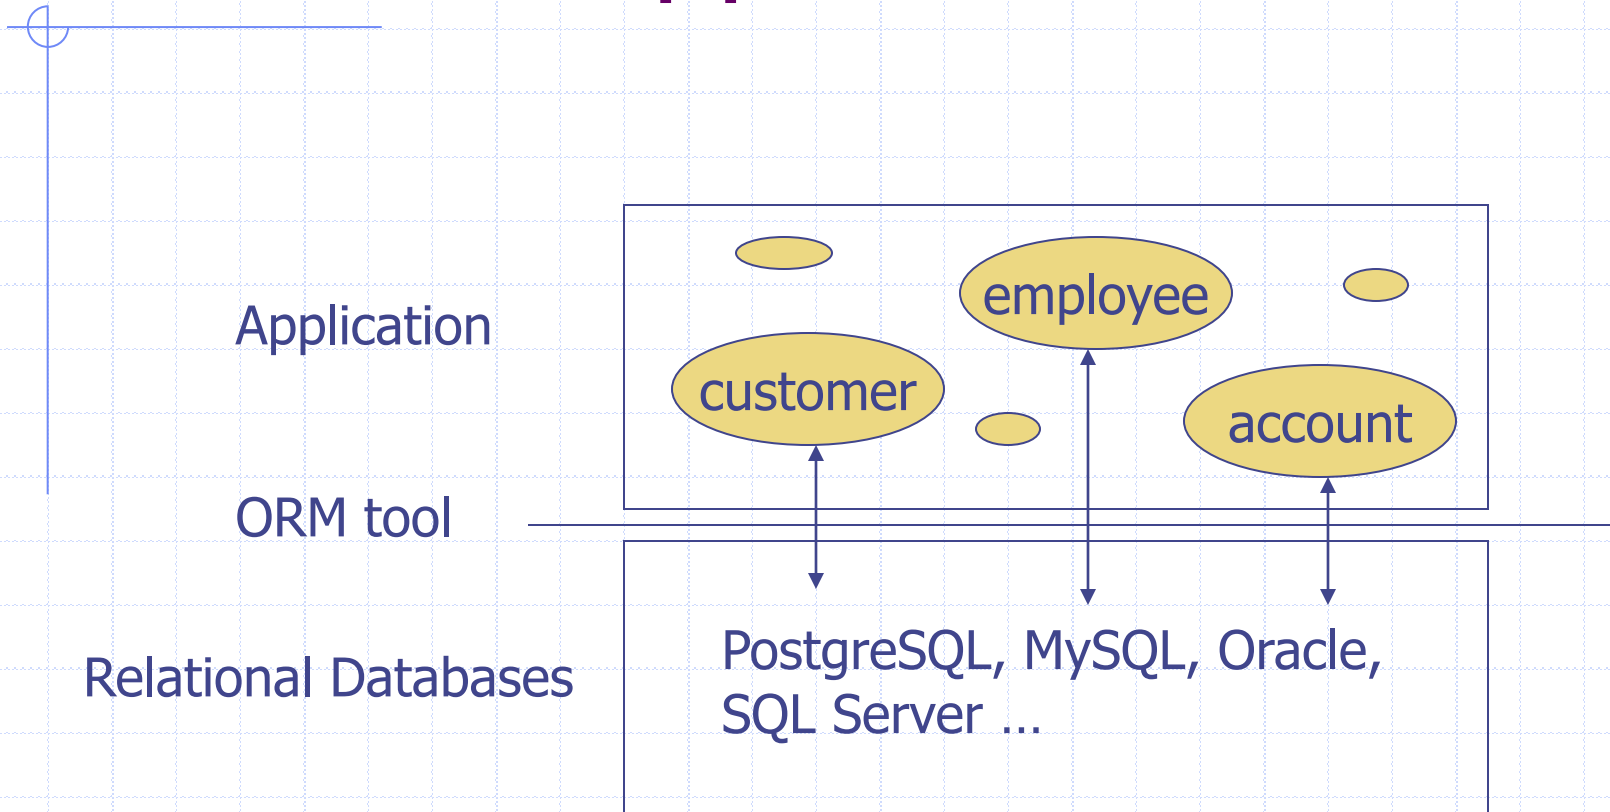 employee
Application
customer
account
ORM tool
PostgreSQL, MySQL, Oracle,
Relational Databases
SQL Server ...